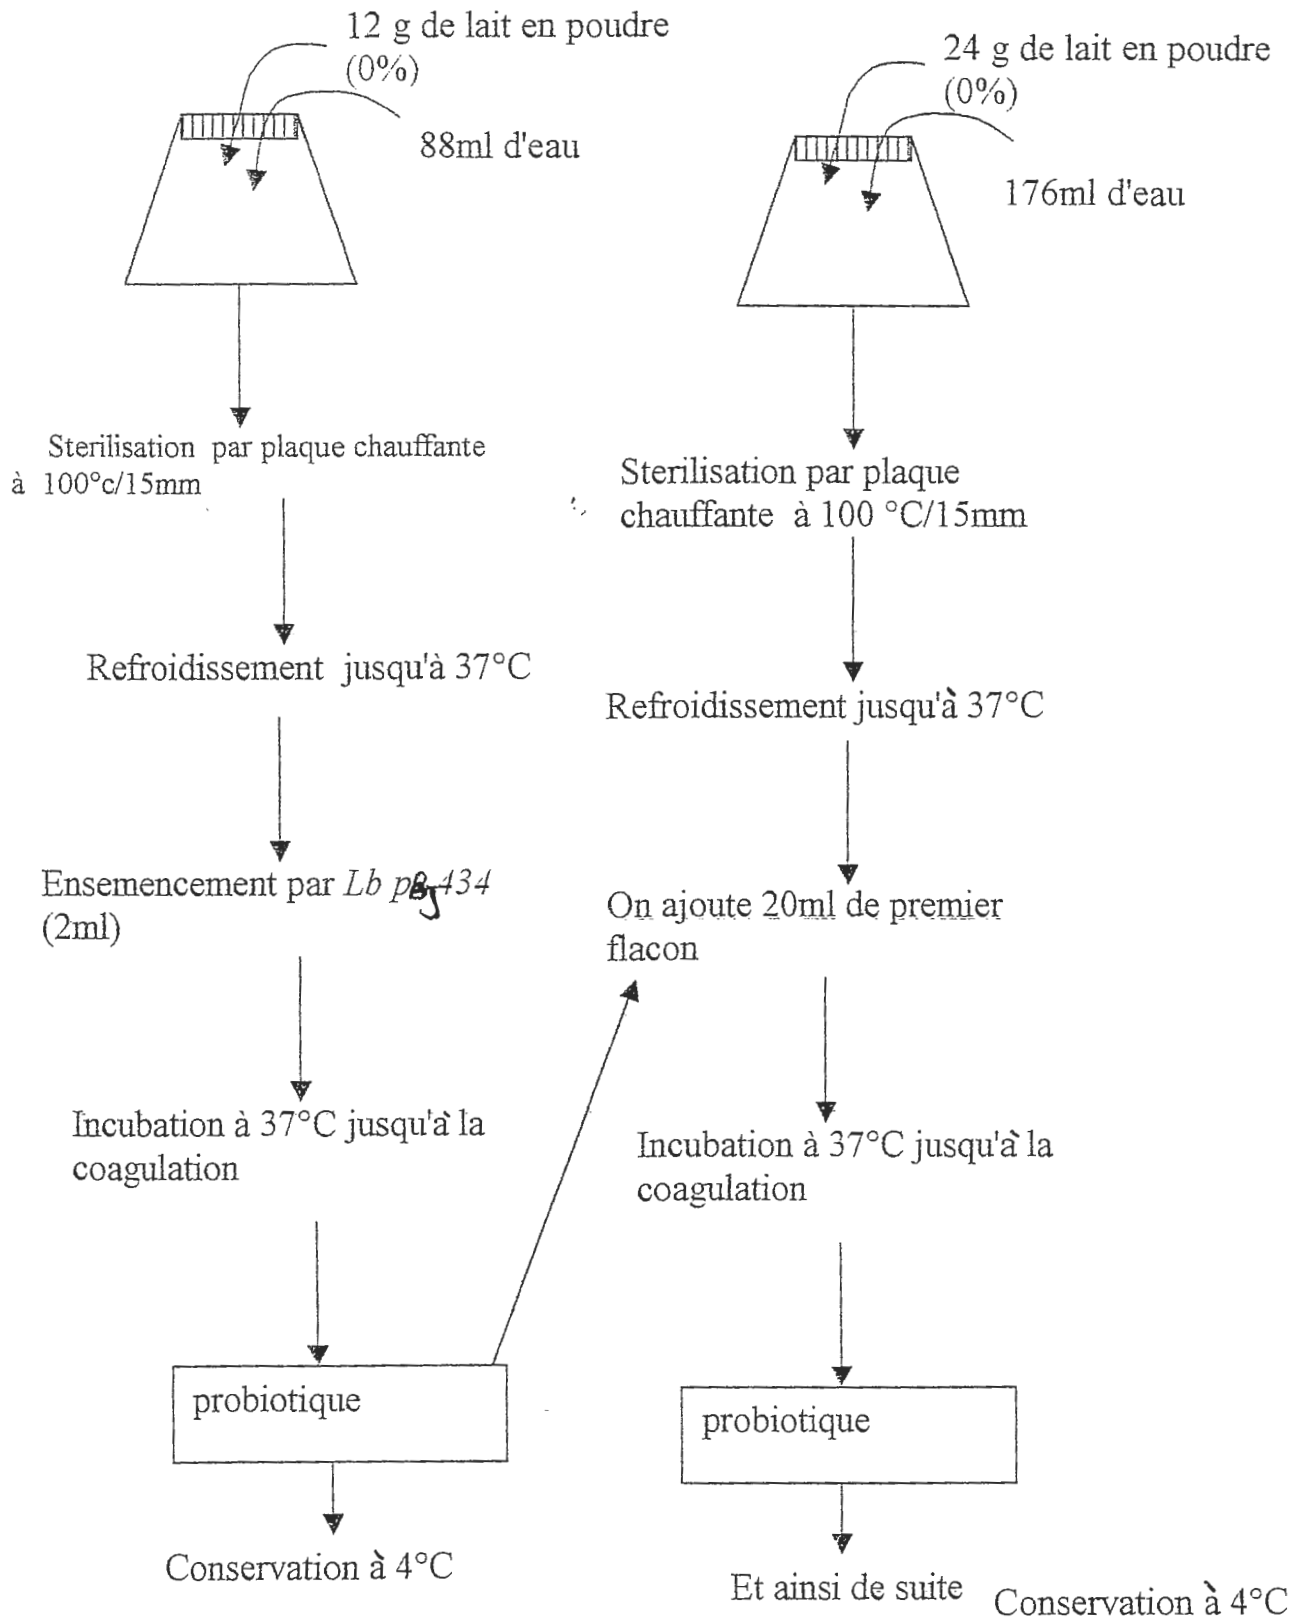 12 g de lait en poudre
(0%)
88ml d'eau
Sterilisation par plaque chauffante
à 100°c/15mm
Refroidissement jusqu'à 37°C
Ensemencement par Lb
(2ml)
Incubation à 37°C jusqu'à la
coagulation
probiotique
Conservation à 4°C
24 g de lait en poudre
(0%)
176ml d'eau
Sterilisation par plaque
chauffante à 100 °C/15mm
Refroidissement jusqu'à 37°C
On ajoute 20ml de premier
flacon
Incubation à 37°C jusqu'à la
coagulation
probiotique
Et ainsi de suite
Conservation à 4°C